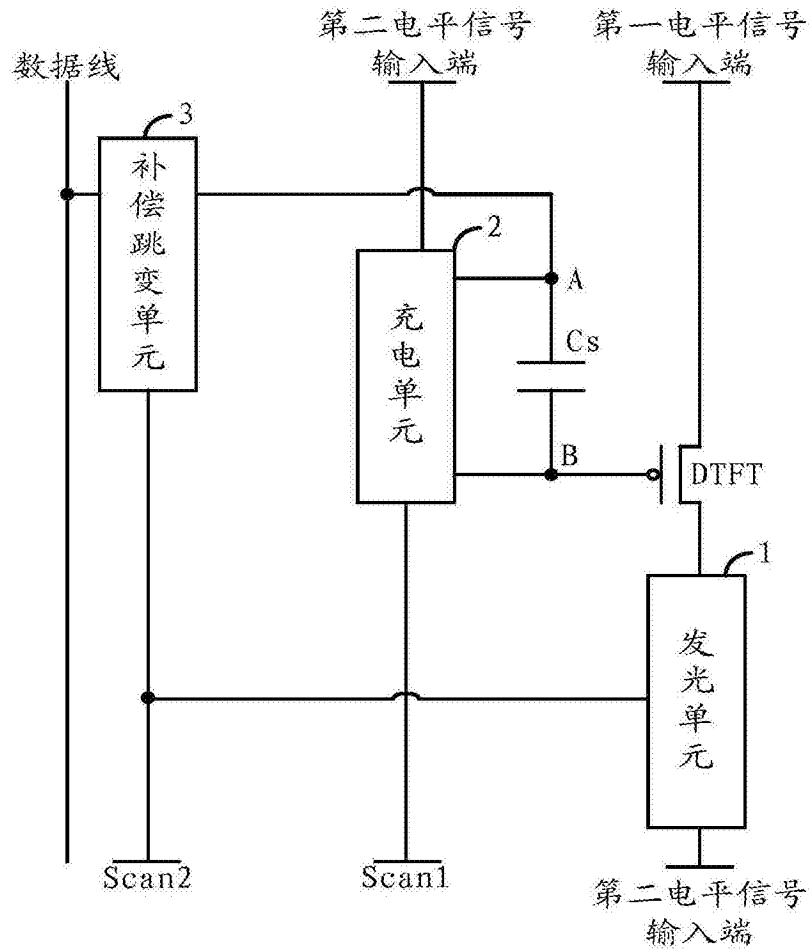 第二电平信号
输入端
第一电平信号
输入端
数据线
3
补偿跳变单元
2
充电单元
A
Cs
B
DTFT
1
发光单元
Scan2
Scan1
第二电平信号
输入端